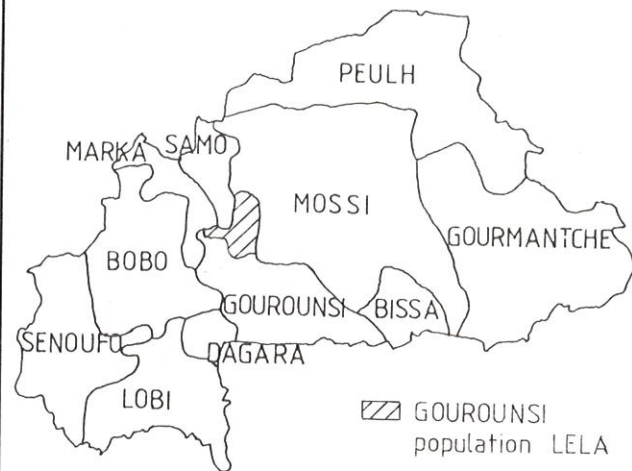 PEULH
MARKA
SAMO
MOSSI
GOURMANTCHE
BOBO
GOUROUNSI
BISSA
SENOUFO
DAGARA
LOBI
GOUROUNSI
population LELA